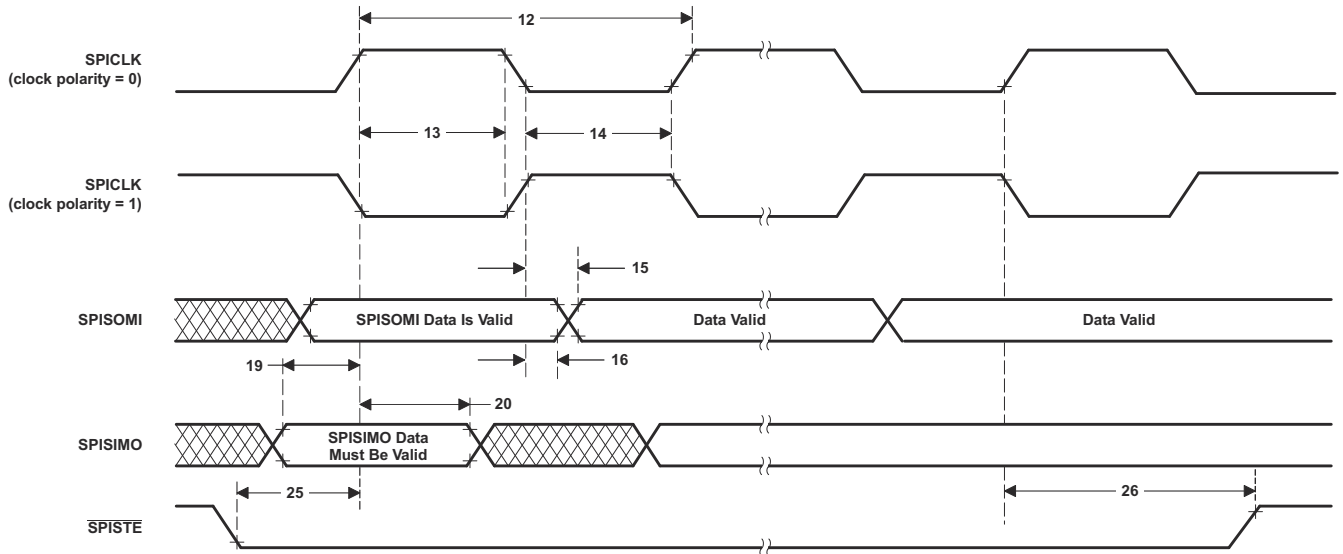 12
SPICLK
(clock polarity = 0)
13
14
SPICLK
(clock polarity = 1)
15
SPISOMI
SPISOMI Data Is Valid
Data Valid
Data Valid
19
16
20
SPISIMO
SPISIMO Data
Must Be Valid
25
26
SPISTE